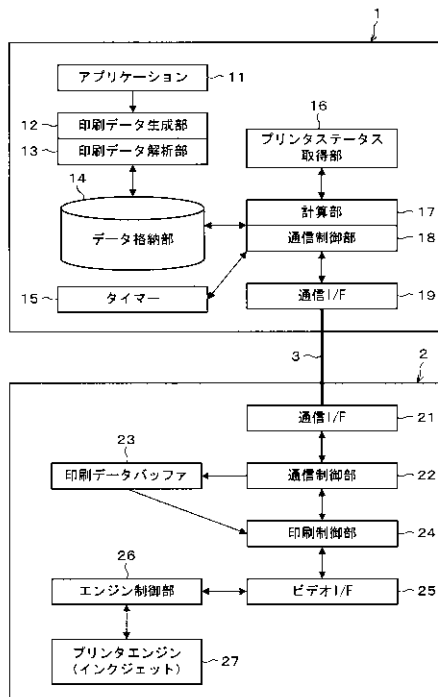 1
アプリケーション
11
12
印刷データ生成部
13
印刷データ解析部
14
データ格納部
15
タイマー
16
プリンタステータス
取得部
計算部
17
通信制御部
18
通信I/F
19
3
2
通信I/F
21
23
印刷データバッファ
通信制御部
22
印刷制御部
24
26
エンジン制御部
ビデオI/F
25
プリンタエンジン
(インクジェット)
27